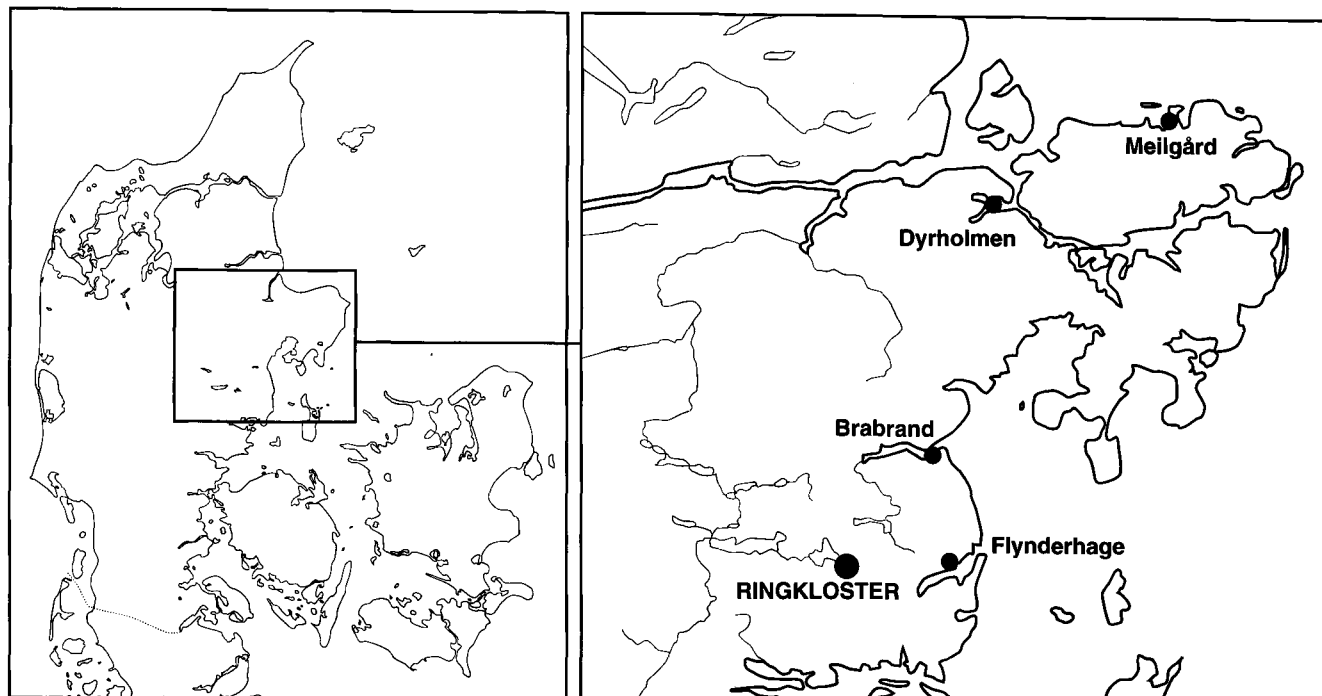 Meilgård
Dyrholmen
Brabrand
Flynderhage
RINGKLOSTER